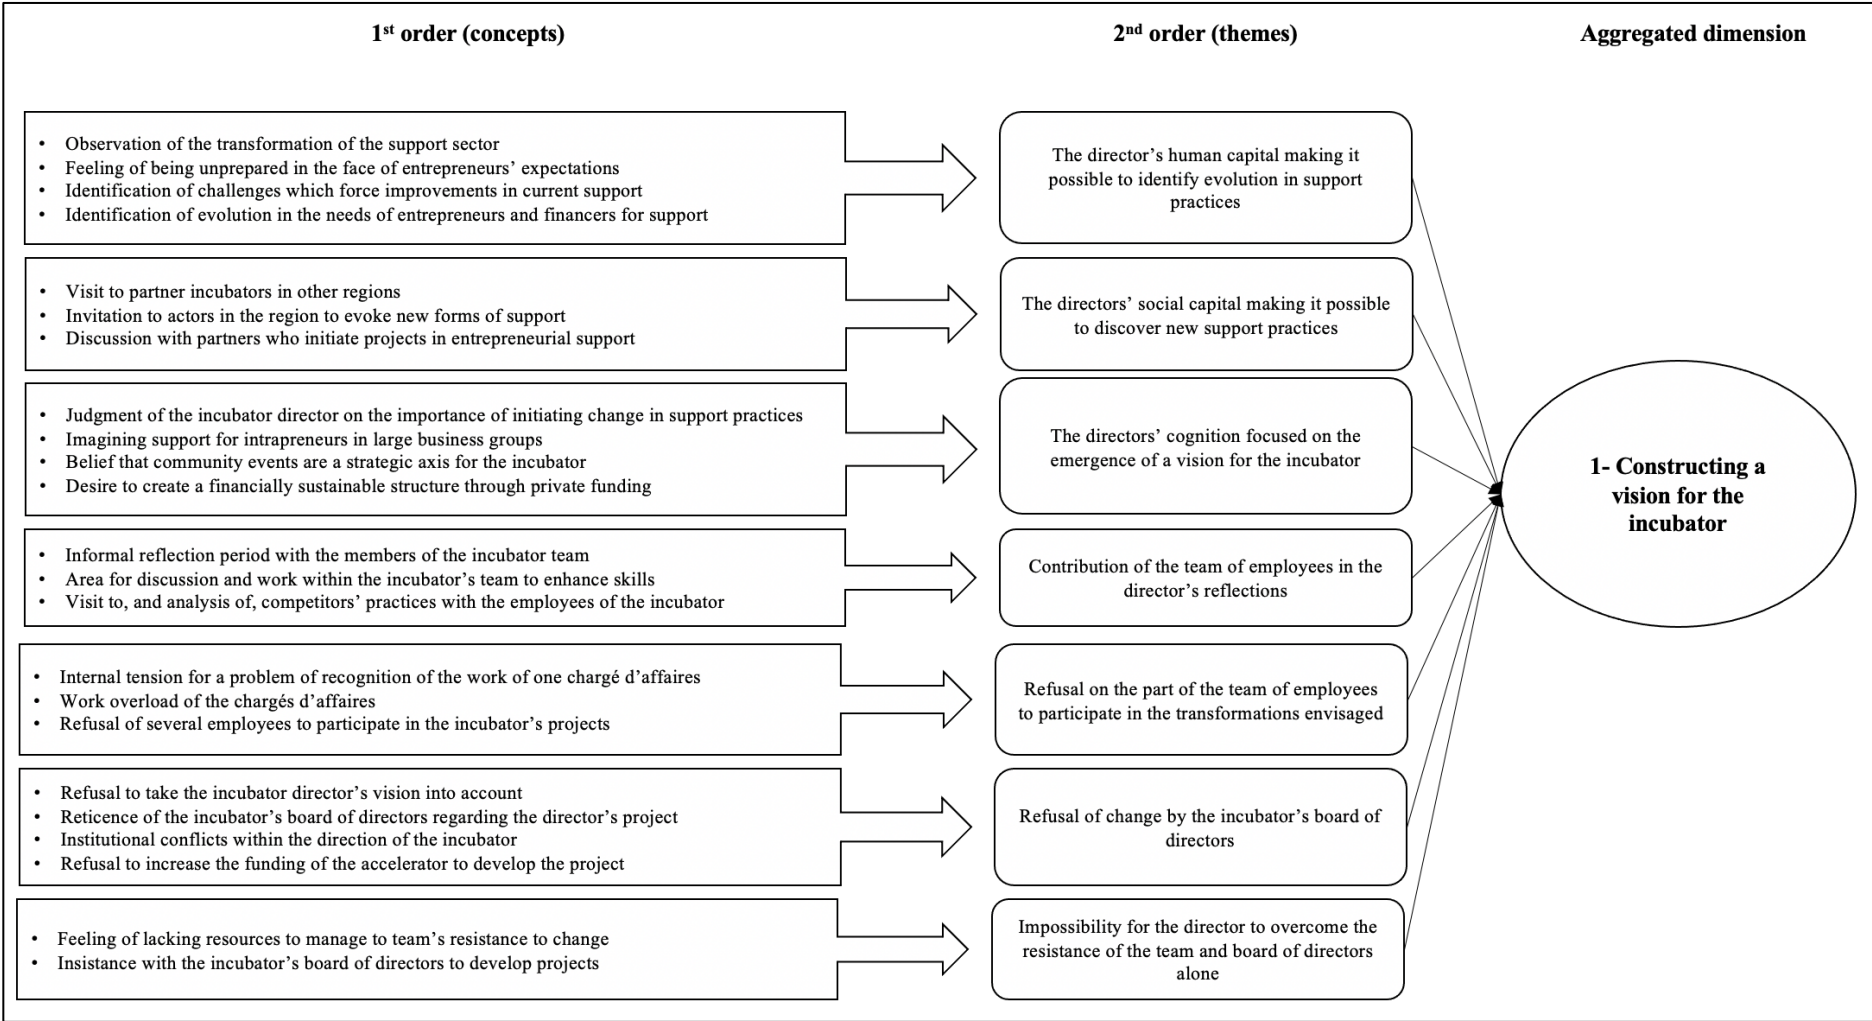 1st order (concepts)
2nd order (themes)
Aggregated dimension
• Observation of the transformation of the support sector
• Feeling of being unprepared in the face of entrepreneurs’ expectations
• Identification of challenges which force improvements in current support
• Identification of evolution in the needs of entrepreneurs and financers for support
The director’s human capital making it
possible to identify evolution in support
practices
• Visit to partner incubators in other regions
• Invitation to actors in the region to evoke new forms of support
• Discussion with partners who initiate projects in entrepreneurial support
The directors’ social capital making it possible
to discover new support practices
• Judgment of the incubator director on the importance of initiating change in support practices
• Imagining support for intrapreneurs in large business groups
• Belief that community events are a strategic axis for the incubator
• Desire to create a financially sustainable structure through private funding
The directors’ cognition focused on the
emergence of a vision for the incubator
• Informal reflection period with the members of the incubator team
• Area for discussion and work within the incubator’s team to enhance skills
• Visit to, and analysis of, competitors’ practices with the employees of the incubator
Contribution of the team of employees in the
director’s reflections
• Internal tension for a problem of recognition of the work of one chargé d’affaires
• Work overload of the chargés d’affaires
• Refusal of several employees to participate in the incubator’s projects
Refusal on the part of the team of employees
to participate in the transformations envisaged
• Refusal to take the incubator director’s vision into account
• Reticence of the incubator’s board of directors regarding the director’s project
• Institutional conflicts within the direction of the incubator
• Refusal to increase the funding of the accelerator to develop the project
Refusal of change by the incubator’s board of
directors
• Feeling of lacking resources to manage to team’s resistance to change
• Insistance with the incubator’s board of directors to develop projects
Impossibility for the director to overcome the
resistance of the team and board of directors
alone
1- Constructing a
vision for the
incubator